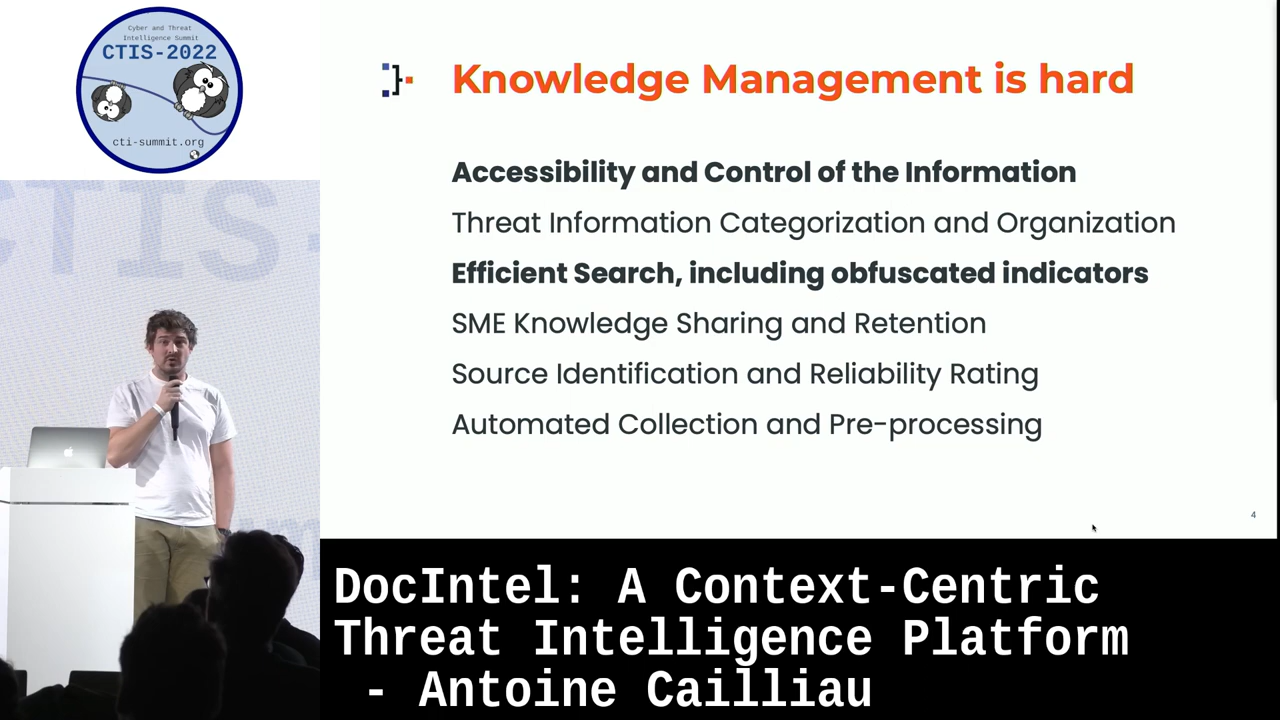 Cyber and Threat
Intelligence Summit
CTIS-2022
cti-summit.org
CTIS-
Knowledge Management is hard
Accessibility and Control of the Information
Threat Information Categorization and Organization
Efficient Search, including obfuscated indicators
SME Knowledge Sharing and Retention
Source Identification and Reliability Rating
Automated Collection and Pre-processing
4
DocIntel: A Context-Centric
Threat Intelligence Platform
- Antoine Cailliau